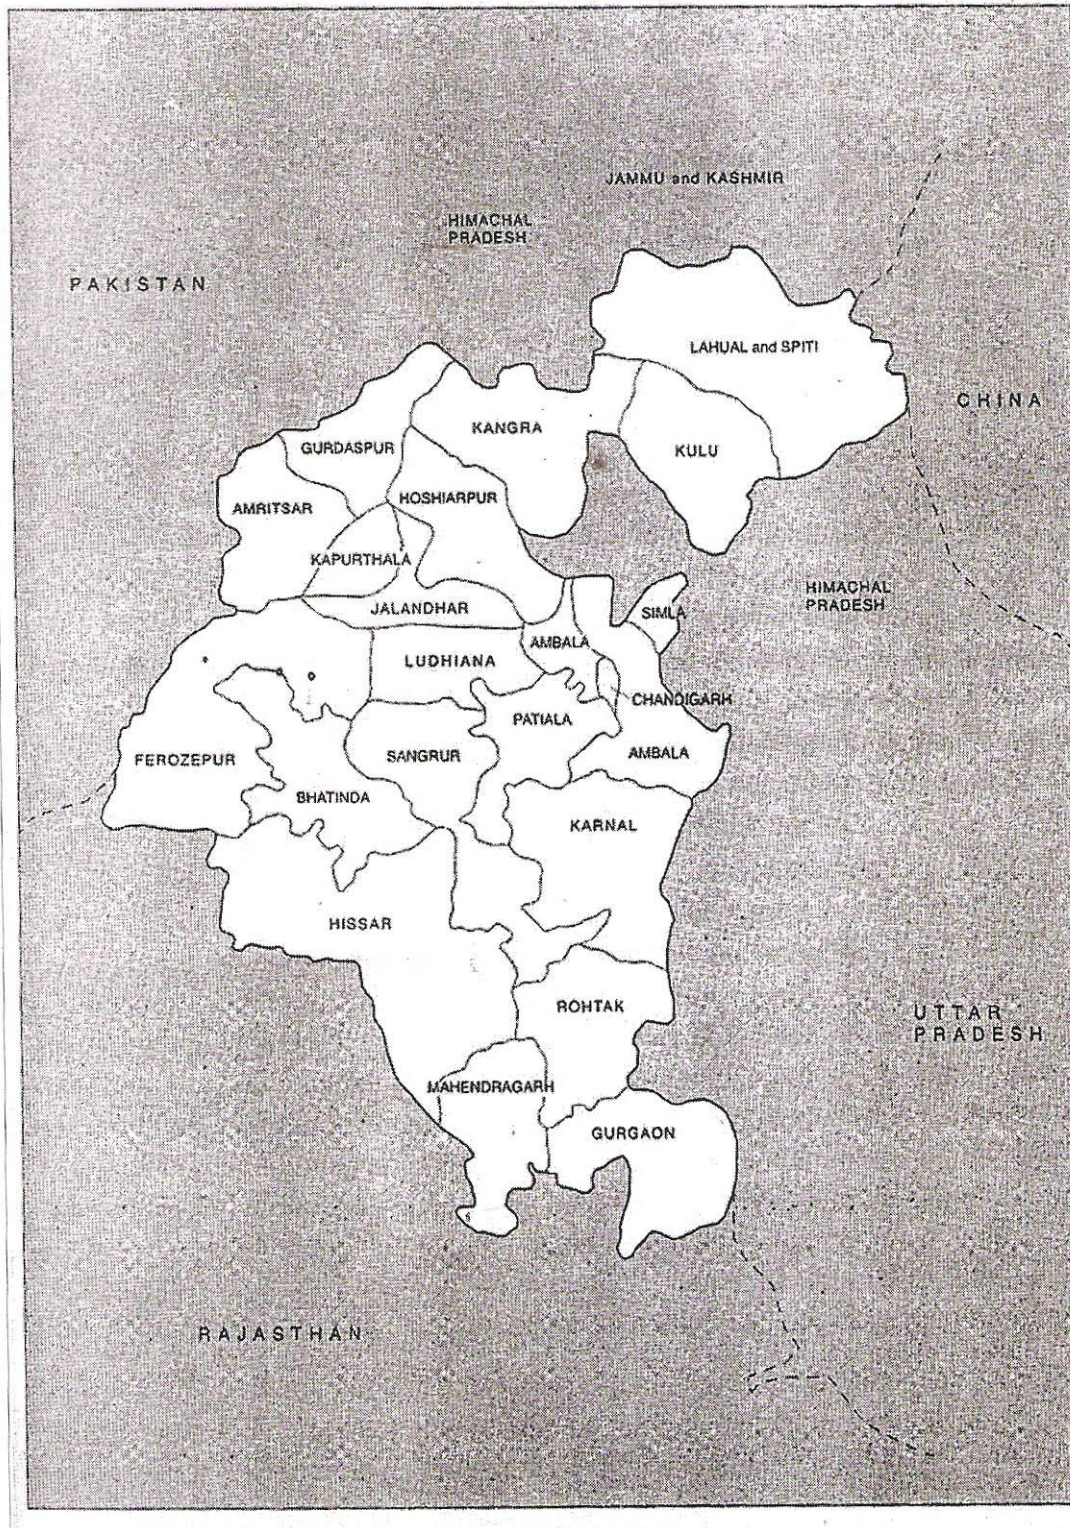 JAMMU and KASHMIR
HIMACHAL
PRADESH
PAKISTAN
LAHUAL and SPITI
CHINA
KANGRA
GURDASPUR
KULU
HOSHIARPUR
AMRITSAR
KAPURTHALA
HIMACHAL
PRADESH
JALANDHAR
SIMLA
AMBALA
LUDHIANA
CHANDIGARH
PATIALA
FEROZEPUR
SANGRUR
AMBALA
BHATINDA
KARNAL
HISSAR
ROHTAK
UTTAR
PRADESH
MAHENDRAGARH
GURGAON
RAJASTHAN